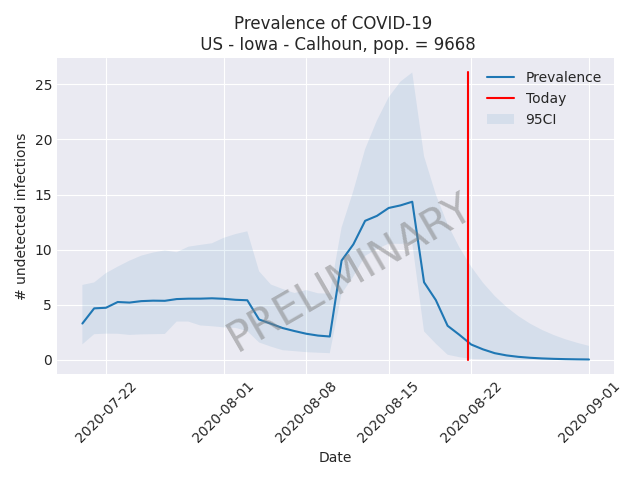 Prevalence of COVID-19
US - Iowa - Calhoun, pop. = 9668
# undetected infections
25
20
15
10
5
0
Prevalence
Today
95CI
PRELIMINARY
2020-07-22
2020-08-01
2020-08-08
2020-08-15
2020-08-22
2020-09-01
Date